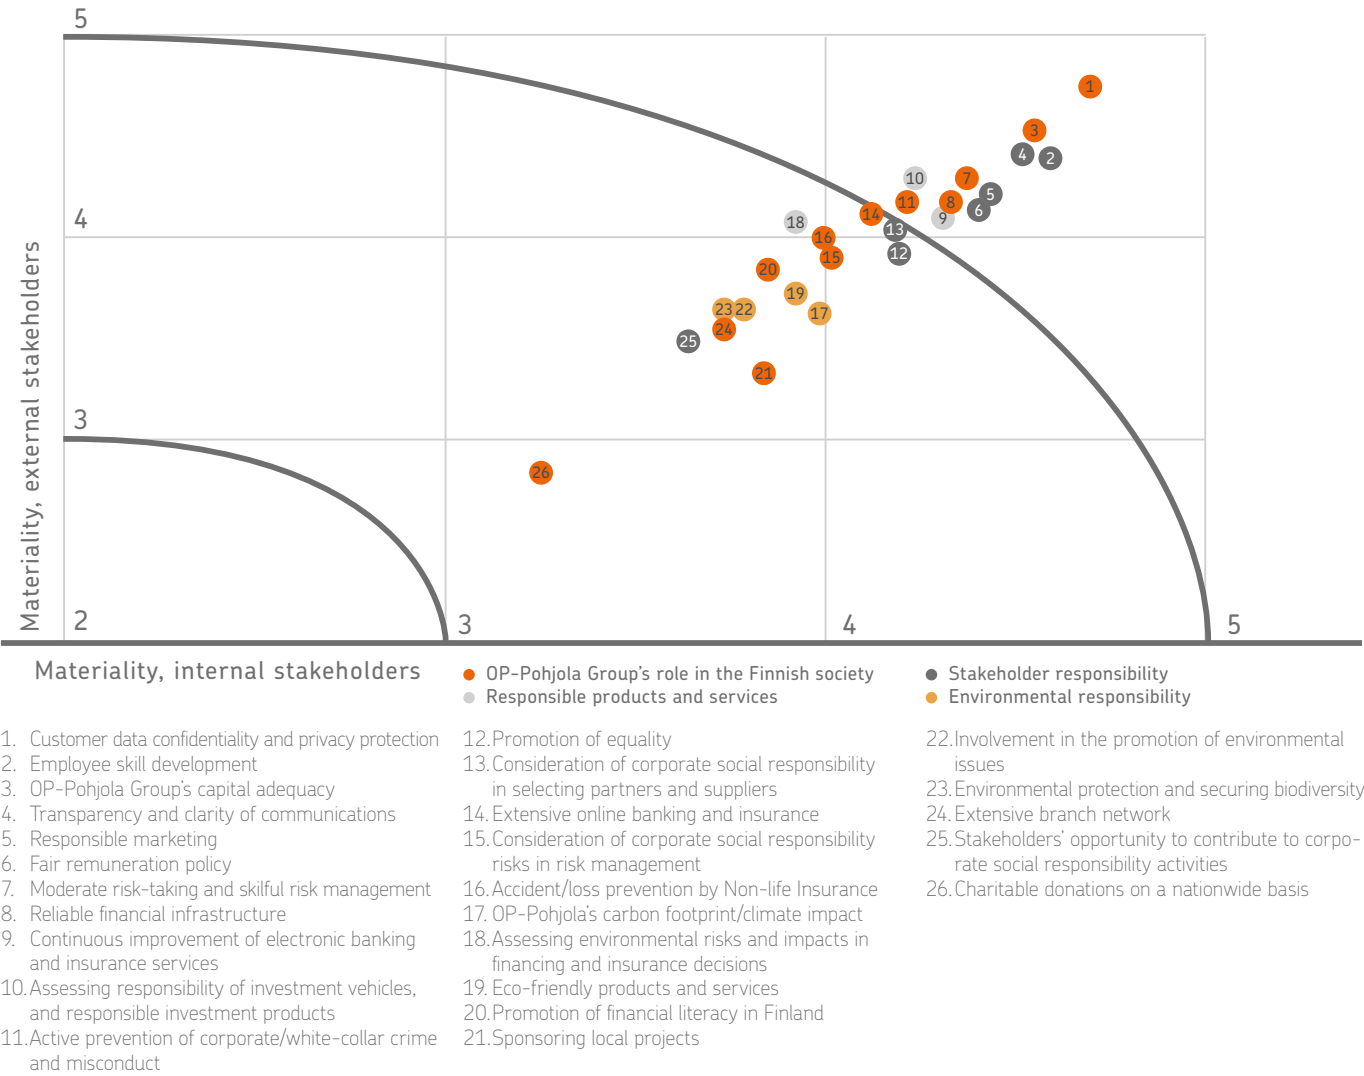 5
1
3
4
2
10
7
5
11
8
6
4
18
14
9
16
13
15
12
20
19
23
22
17
24
25
21
3
26
Materiality, external stakeholders
2
3
4
5
Materiality, internal stakeholders
OP-Pohjola Group's role in the Finnish society
Responsible products and services
Stakeholder responsibility
Environmental responsibility
1. Customer data confidentiality and privacy protection
2. Employee skill development
3. OP-Pohjola Group's capital adequacy
4. Transparency and clarity of communications
5. Responsible marketing
6. Fair remuneration policy
7. Moderate risk-taking and skilful risk management
8. Reliable financial infrastructure
9. Continuous improvement of electronic banking
and insurance services
10. Assessing responsibility of investment vehicles,
and responsible investment products
11. Active prevention of corporate/white-collar crime
and misconduct
12. Promotion of equality
13. Consideration of corporate social responsibility
in selecting partners and suppliers
14. Extensive online banking and insurance
15. Consideration of corporate social responsibility
risks in risk management
16. Accident/loss prevention by Non-life Insurance
17. OP-Pohjola's carbon footprint/climate impact
18. Assessing environmental risks and impacts in
financing and insurance decisions
19. Eco-friendly products and services
20. Promotion of financial literacy in Finland
21. Sponsoring local projects
22. Involvement in the promotion of environmental
issues
23. Environmental protection and securing biodiversity
24. Extensive branch network
25. Stakeholders' opportunity to contribute to corpo-
rate social responsibility activities
26. Charitable donations on a nationwide basis